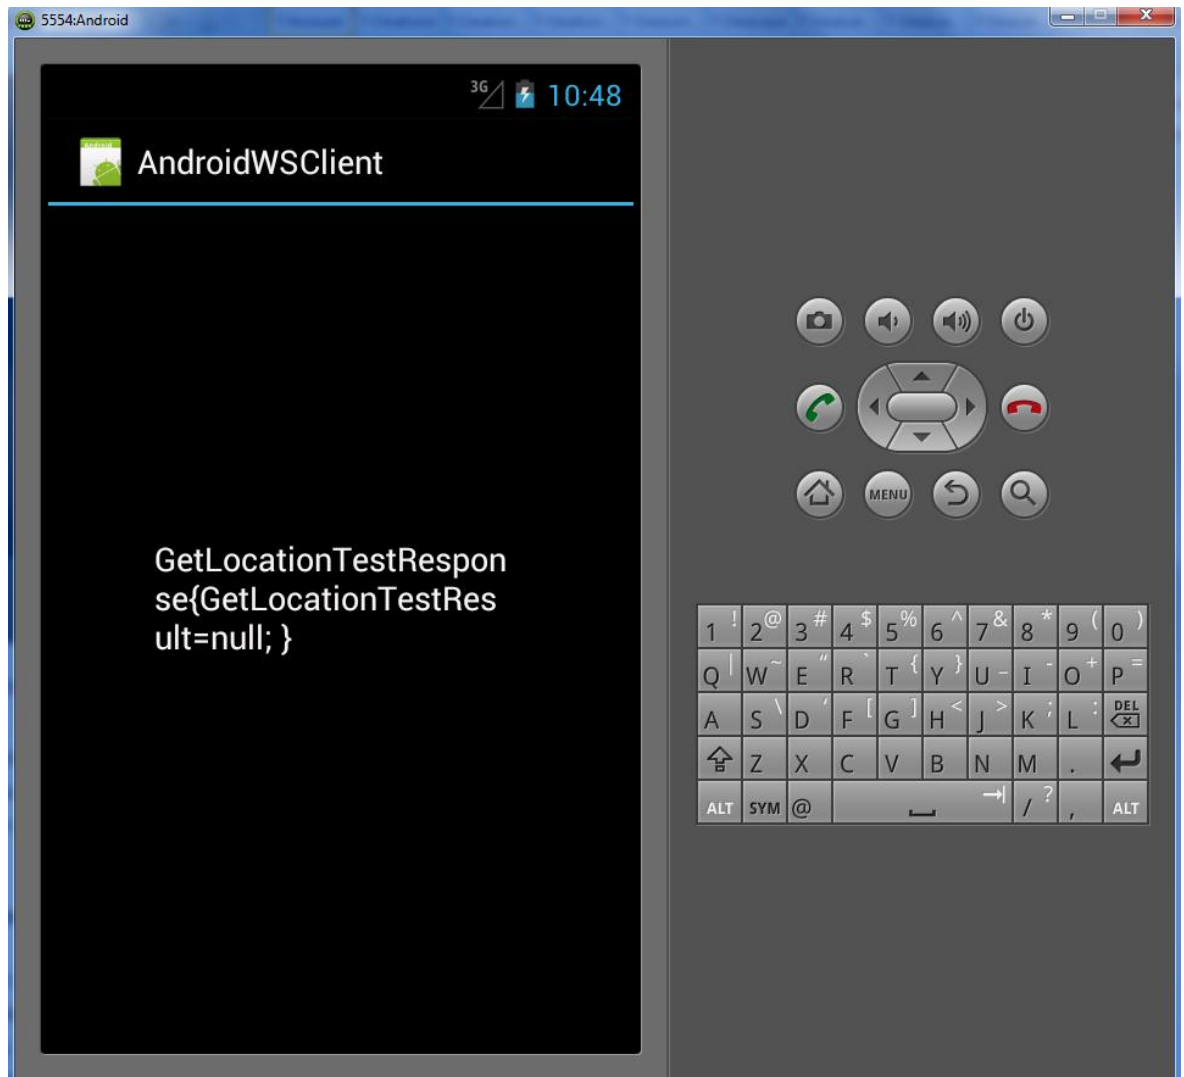 5554:Android
3G 10:48
Android
AndroidWSClient
GetLocationTestRespon
se{GetLocationTestRes
ult=null; }
MENU
1 ! 2 @ 3 # 4 $ 5 % 6 ^ 7 & 8 * 9 ( 0 )
Q | W ~ E “ R ` T { Y } U _ I - O + P =
A S \ D ‘ F [ G ] H < J > K ; L : DEL
Z X C V B N M .
ALT SYM @ / ? , ALT